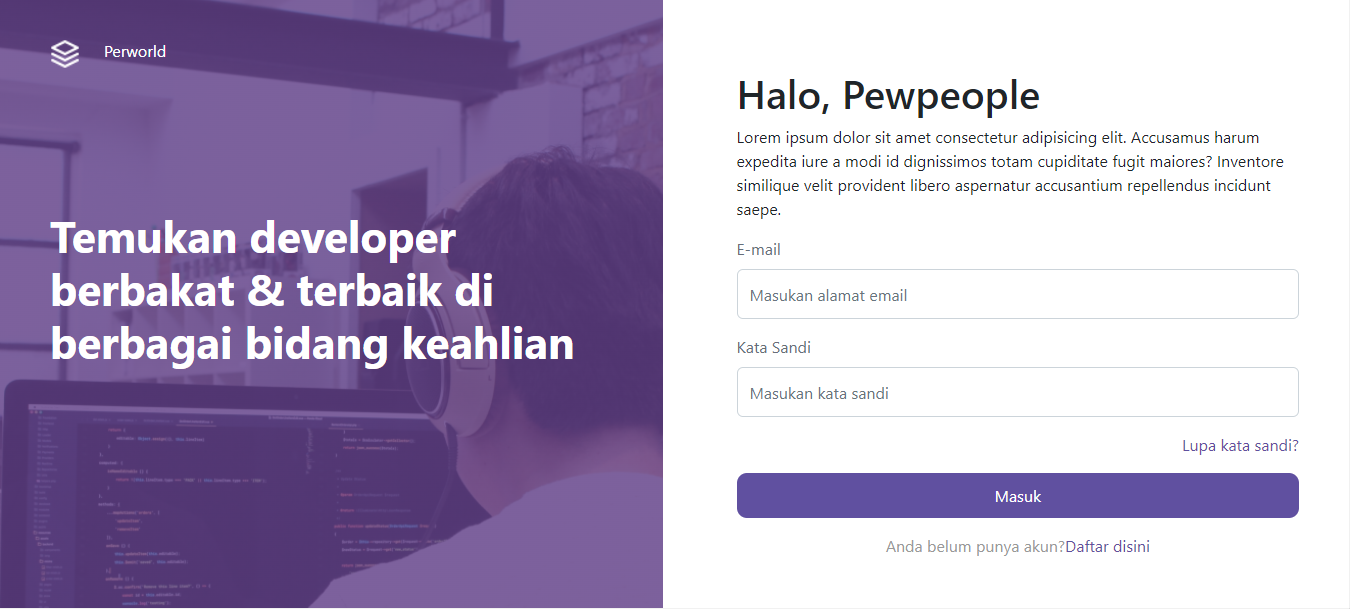 Perworld
Temukan developer
berbakat & terbaik di
berbagai bidang keahlian
Halo, Pewpeople
Lorem ipsum dolor sit amet consectetur adipisicing elit. Accusamus harum
expedita iure a modi id dignissimos totam cupiditate fugit maiores? Inventore
similique velit provident libero aspernatur accusantium repellendus incidunt
saepe.
E-mail
Masukan alamat email
Kata Sandi
Masukan kata sandi
Lupa kata sandi?
Masuk
Anda belum punya akun?Daftar disini